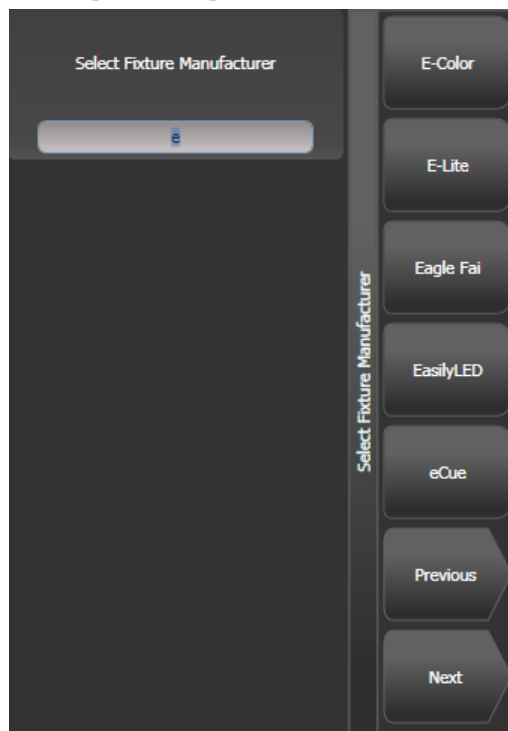 Select Fixture Manufacturer
e
Select Fixture Manufacturer
E-Color
E-Lite
Eagle Fai
EasilyLED
eCue
Previous
Next